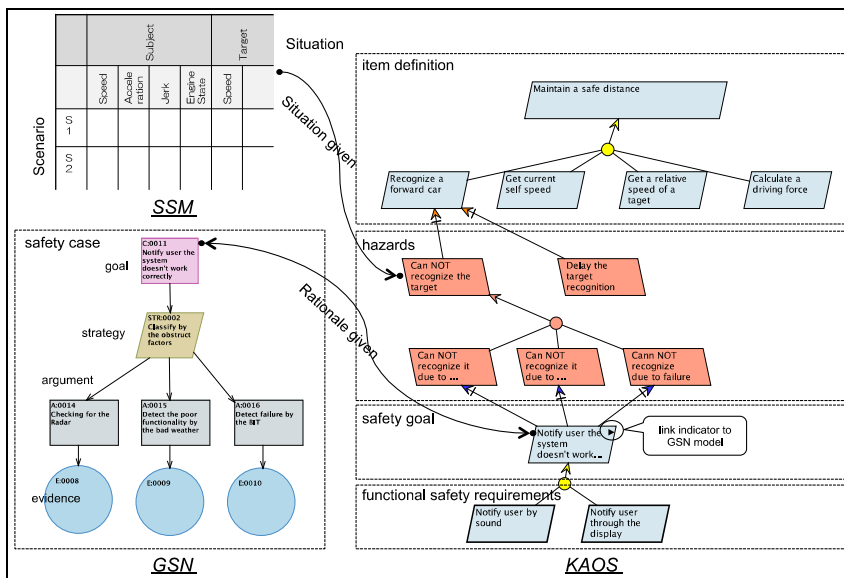 Subject
Target
Speed
Accele
ration
Jerk
Engine
State
Speed
Scenario
S
1
S
2
SSM
Situation
Situation given
Rationale given
safety case
goal
C:0011
Notify user the
system
doesn't work
correctly
strategy
STR:0002
Classify by
the obstruct
factors
argument
A:0014
Checking for the
Radar
A:0015
Detect the poor
functionality by
the bad weather
A:0016
Detect failure by
the BIT
evidence
E:0008
E:0009
E:0010
GSN
item definition
Maintain a safe distance
Recognize a
forward car
Get current
self speed
Get a relative
speed of a
taget
Calculate a
driving force
hazards
Can NOT
recognize the
target
Delay the
target
recognition
Can NOT
recognize it
due to ...
Can NOT
recognize it
due to ...
Cann NOT
recognize
due to failure
safety goal
Notify user the
system
doesn't work...
link indicator to
GSN model
functional safety requirements
Notify user by
sound
Notify user
through the
display
KAOS